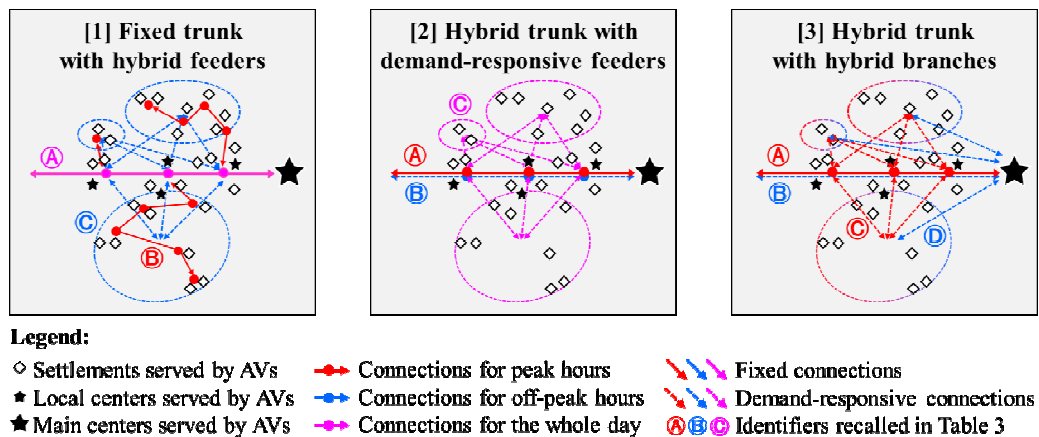 [1] Fixed trunk
with hybrid feeders
[2] Hybrid trunk with
demand-responsive feeders
[3] Hybrid trunk
with hybrid branches
A
C
B
C
A
B
A
B
C
D
Legend:
Settlements served by AVs
Connections for peak hours
Fixed connections
Local centers served by AVs
Connections for off-peak hours
Demand-responsive connections
Main centers served by AVs
Connections for the whole day
A B C Identifiers recalled in Table 3